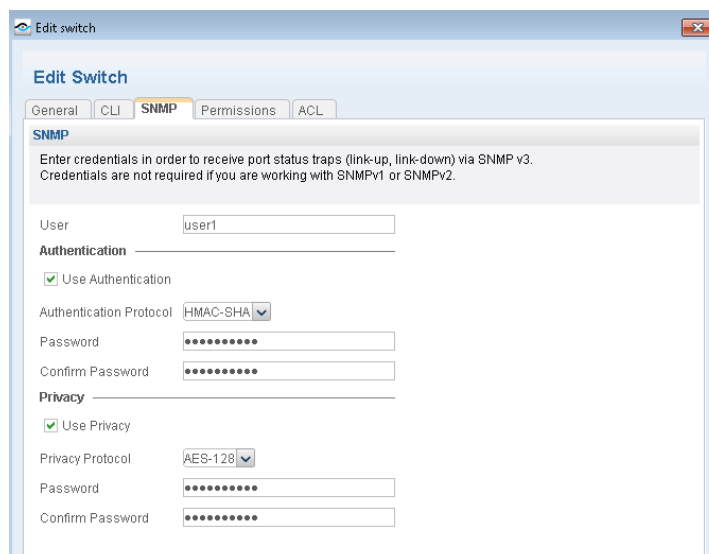 Edit switch
Edit Switch
General CLI SNMP Permissions ACL
SNMP
Enter credentials in order to receive port status traps (link-up, link-down) via SNMP v3.
Credentials are not required if you are working with SNMPv1 or SNMPv2.
User user1
Authentication
Use Authentication
Authentication Protocol HMAC-SHA
Password ●●●●●●●●●●
Confirm Password ●●●●●●●●●●
Privacy
Use Privacy
Privacy Protocol AES-128
Password ●●●●●●●●●●
Confirm Password ●●●●●●●●●●